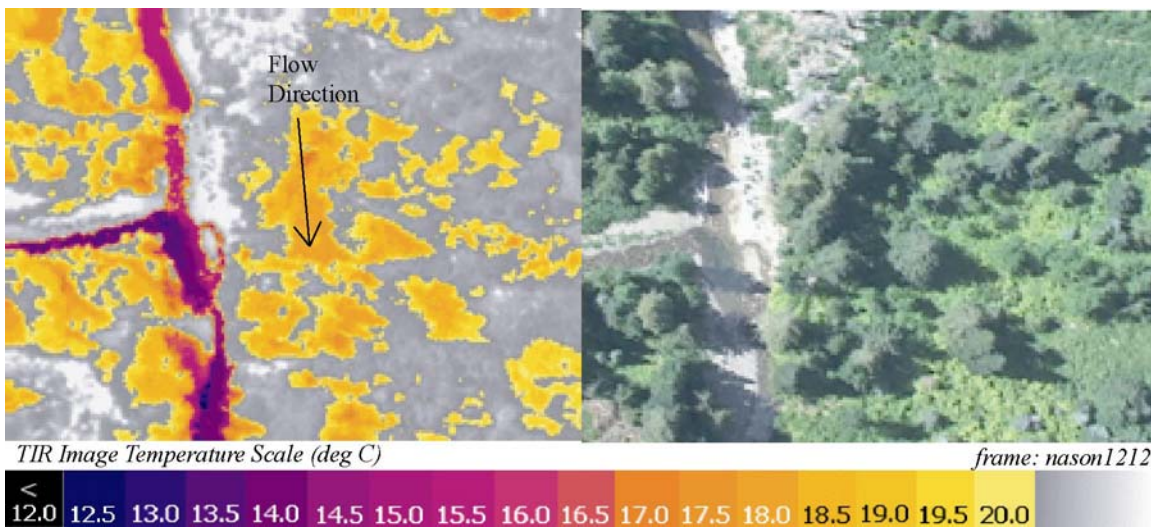 Flow
Direction
TIR Image Temperature Scale (deg C)
frame: nason1212
<
12.0 12.5 13.0 13.5 14.0 14.5 15.0 15.5 16.0 16.5 17.0 17.5 18.0 18.5 19.0 19.5 20.0